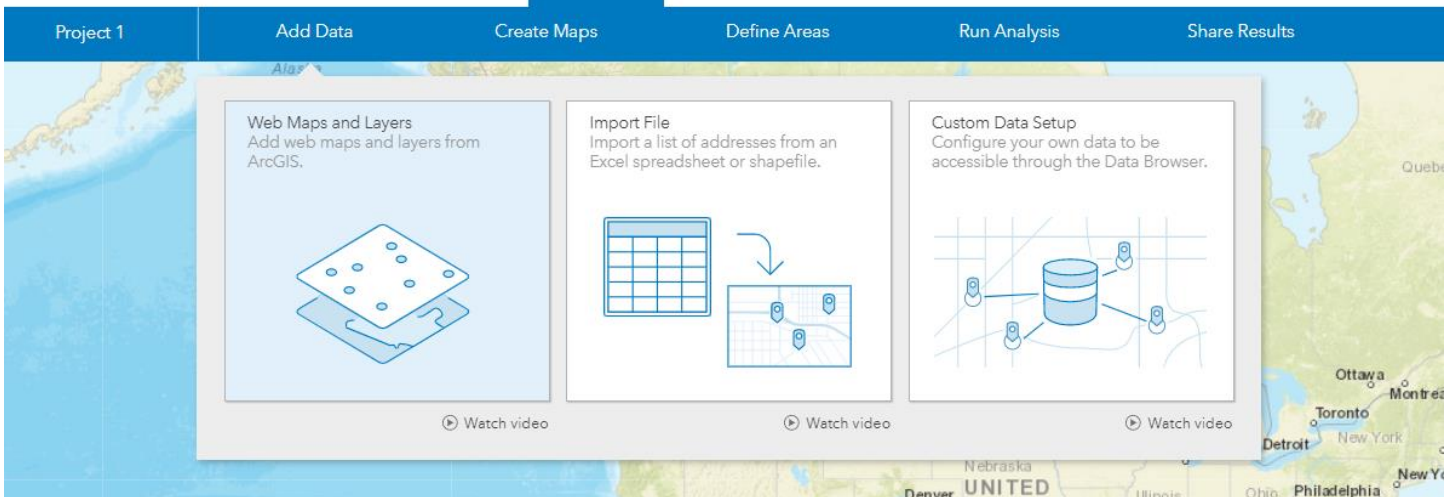 Project 1
Add Data
Create Maps
Define Areas
Run Analysis
Share Results
Web Maps and Layers
Add web maps and layers from
ArcGIS.
Import File
Import a list of addresses from an
Excel spreadsheet or shapefile.
Custom Data Setup
Configure your own data to be
accessible through the Data Browser.
Watch video
Watch video
Watch video
Ottawa
Toronto
Detroit
New York
Nebraska
Denver
UNITED
Illinois
Ohio
Philadelphia